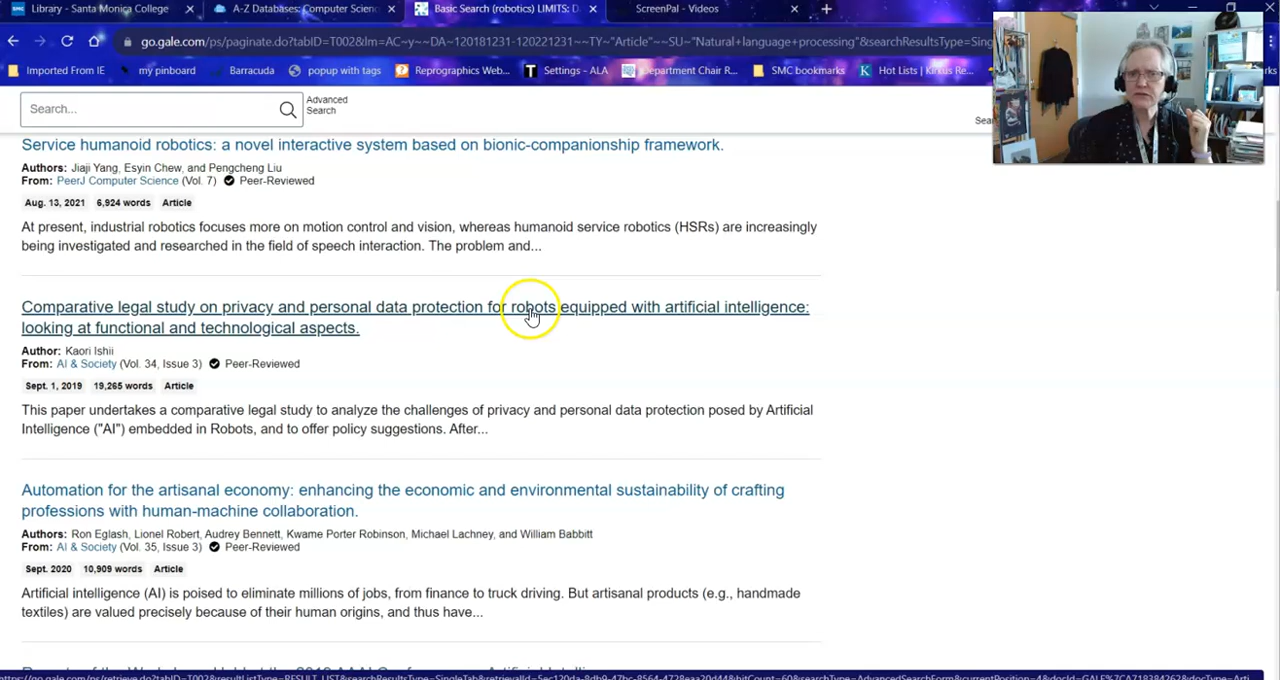 Library - Santa Monica College
A-Z Databases: Computer Scienc
Basic Search (robotics) LIMITS: D
ScreenPal - Videos
go.gale.com/ps/paginate.do?tabID=T002&lm=AC~y~~DA~120181231-120221231~~TY~"Article"~~SU~"Natural+language+processing"&searchResultsType=Sing
Imported From IE
my pinboard
Barracuda
popup with tags
Reprographics Web...
Settings - ALA
Department Chair R...
SMC bookmarks
Hot Lists | Kirkus Re...
Search...
Advanced
Search
Service humanoid robotics: a novel interactive system based on bionic-companionship framework.
Authors: Jiaji Yang, Esyin Chew, and Pengcheng Liu
From: PeerJ Computer Science (Vol. 7) Peer-Reviewed
Aug. 13, 2021 6,924 words Article
At present, industrial robotics focuses more on motion control and vision, whereas humanoid service robotics (HSRs) are increasingly
being investigated and researched in the field of speech interaction. The problem and...
Comparative legal study on privacy and personal data protection for robots equipped with artificial intelligence:
looking at functional and technological aspects.
Author: Kaori Ishii
From: AI & Society (Vol. 34, Issue 3) Peer-Reviewed
Sept. 1, 2019 19,265 words Article
This paper undertakes a comparative legal study to analyze the challenges of privacy and personal data protection posed by Artificial
Intelligence ("AI") embedded in Robots, and to offer policy suggestions. After...
Automation for the artisanal economy: enhancing the economic and environmental sustainability of crafting
professions with human-machine collaboration.
Authors: Ron Eglash, Lionel Robert, Audrey Bennett, Kwame Porter Robinson, Michael Lachney, and William Babbitt
From: AI & Society (Vol. 35, Issue 3) Peer-Reviewed
Sept. 2020 10,909 words Article
Artificial intelligence (AI) is poised to eliminate millions of jobs, from finance to truck driving. But artisanal products (e.g., handmade
textiles) are valued precisely because of their human origins, and thus have...